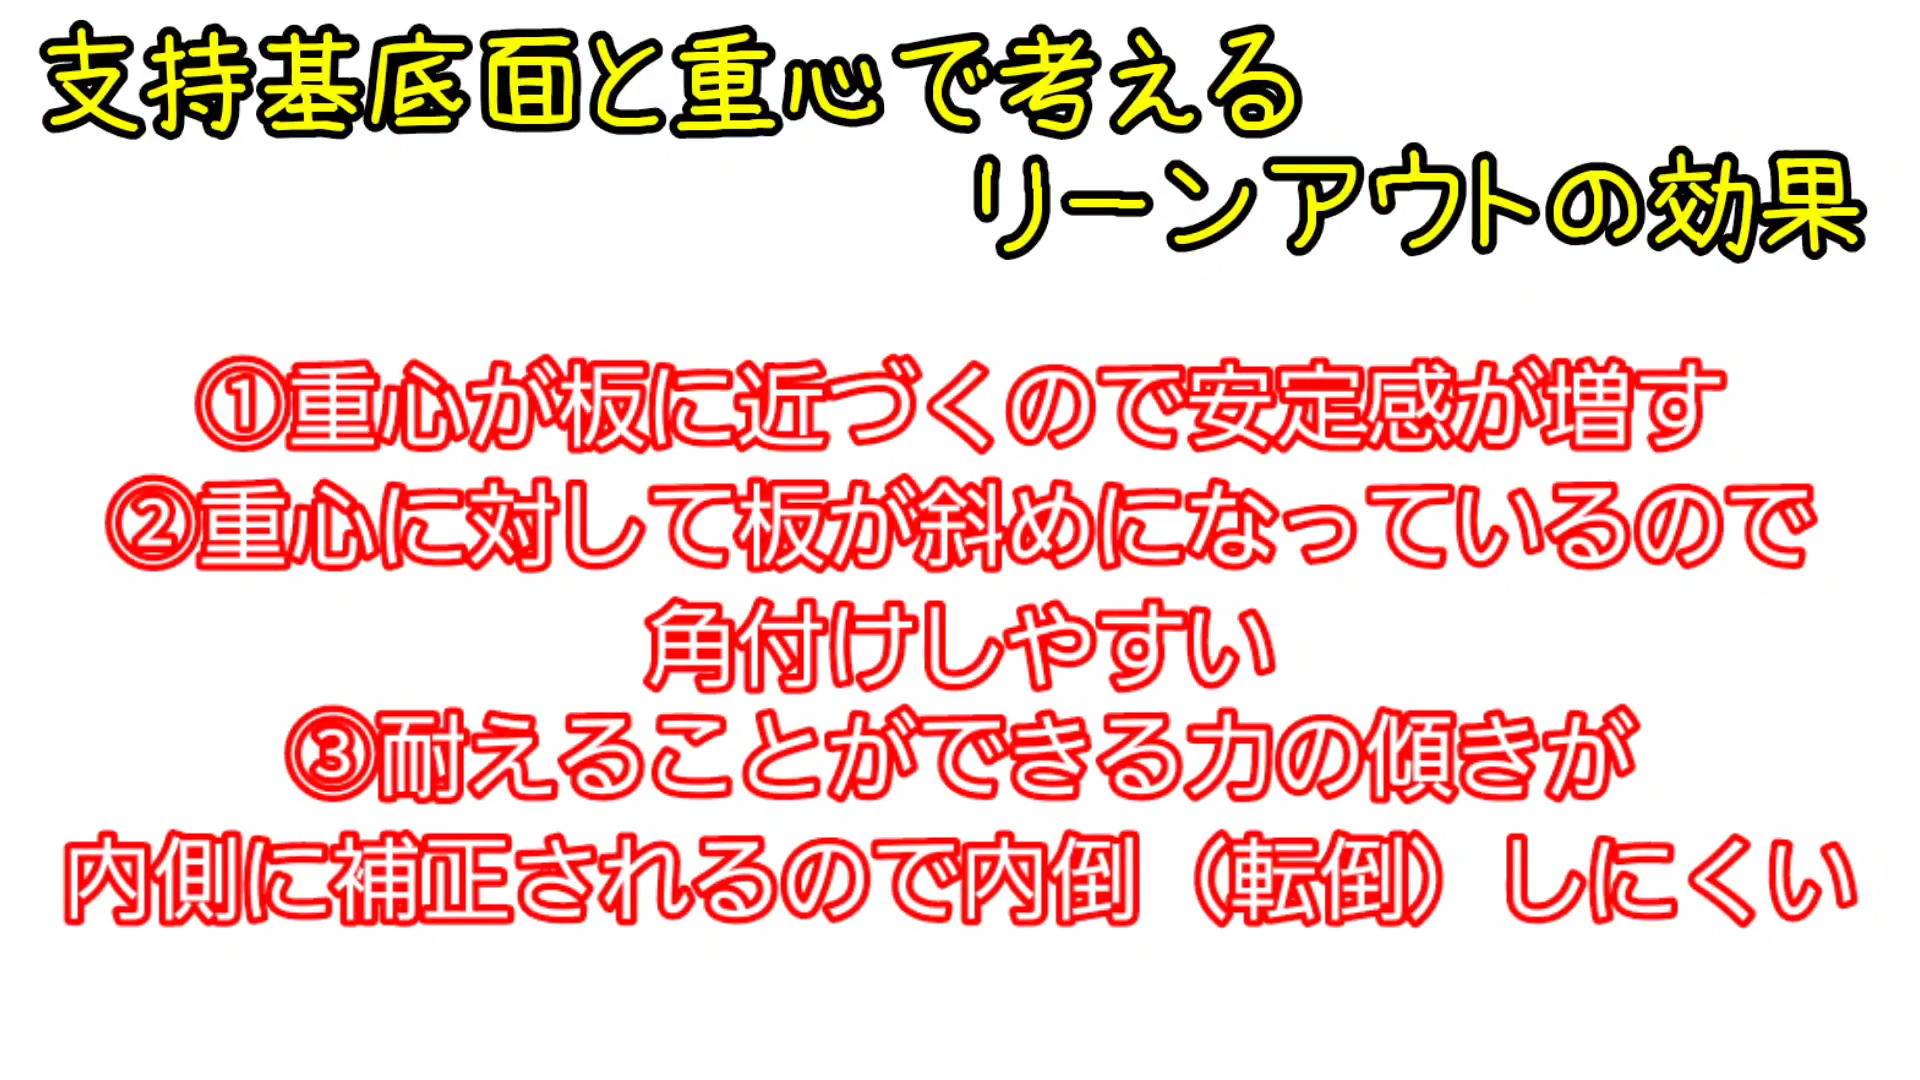 支持基底面と重心で考える
リーンアウトの効果
①重心が板に近づくので安定感が増す
②重心に対して板が斜めになっているので
角付けしやすい
③耐えることができる力の傾きが
内側に補正されるので内倒（転倒）しにくい